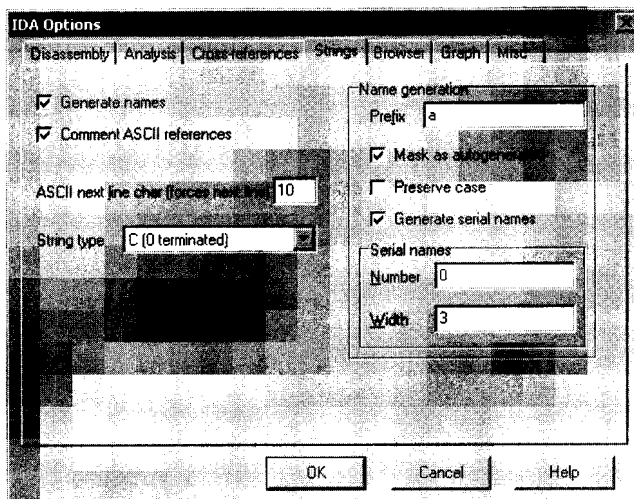 IDA Options
Disassembly Analysis Cross-references Strings Browser Graph Misc
Generate names
Comment ASCII references
ASCII next line char (forces next line) 10
String type C (0 terminated)
Name generation
Prefix a
Mask as autogenerated
Preserve case
Generate serial names
Serial names
Number 0
Width 3
OK Cancel Help